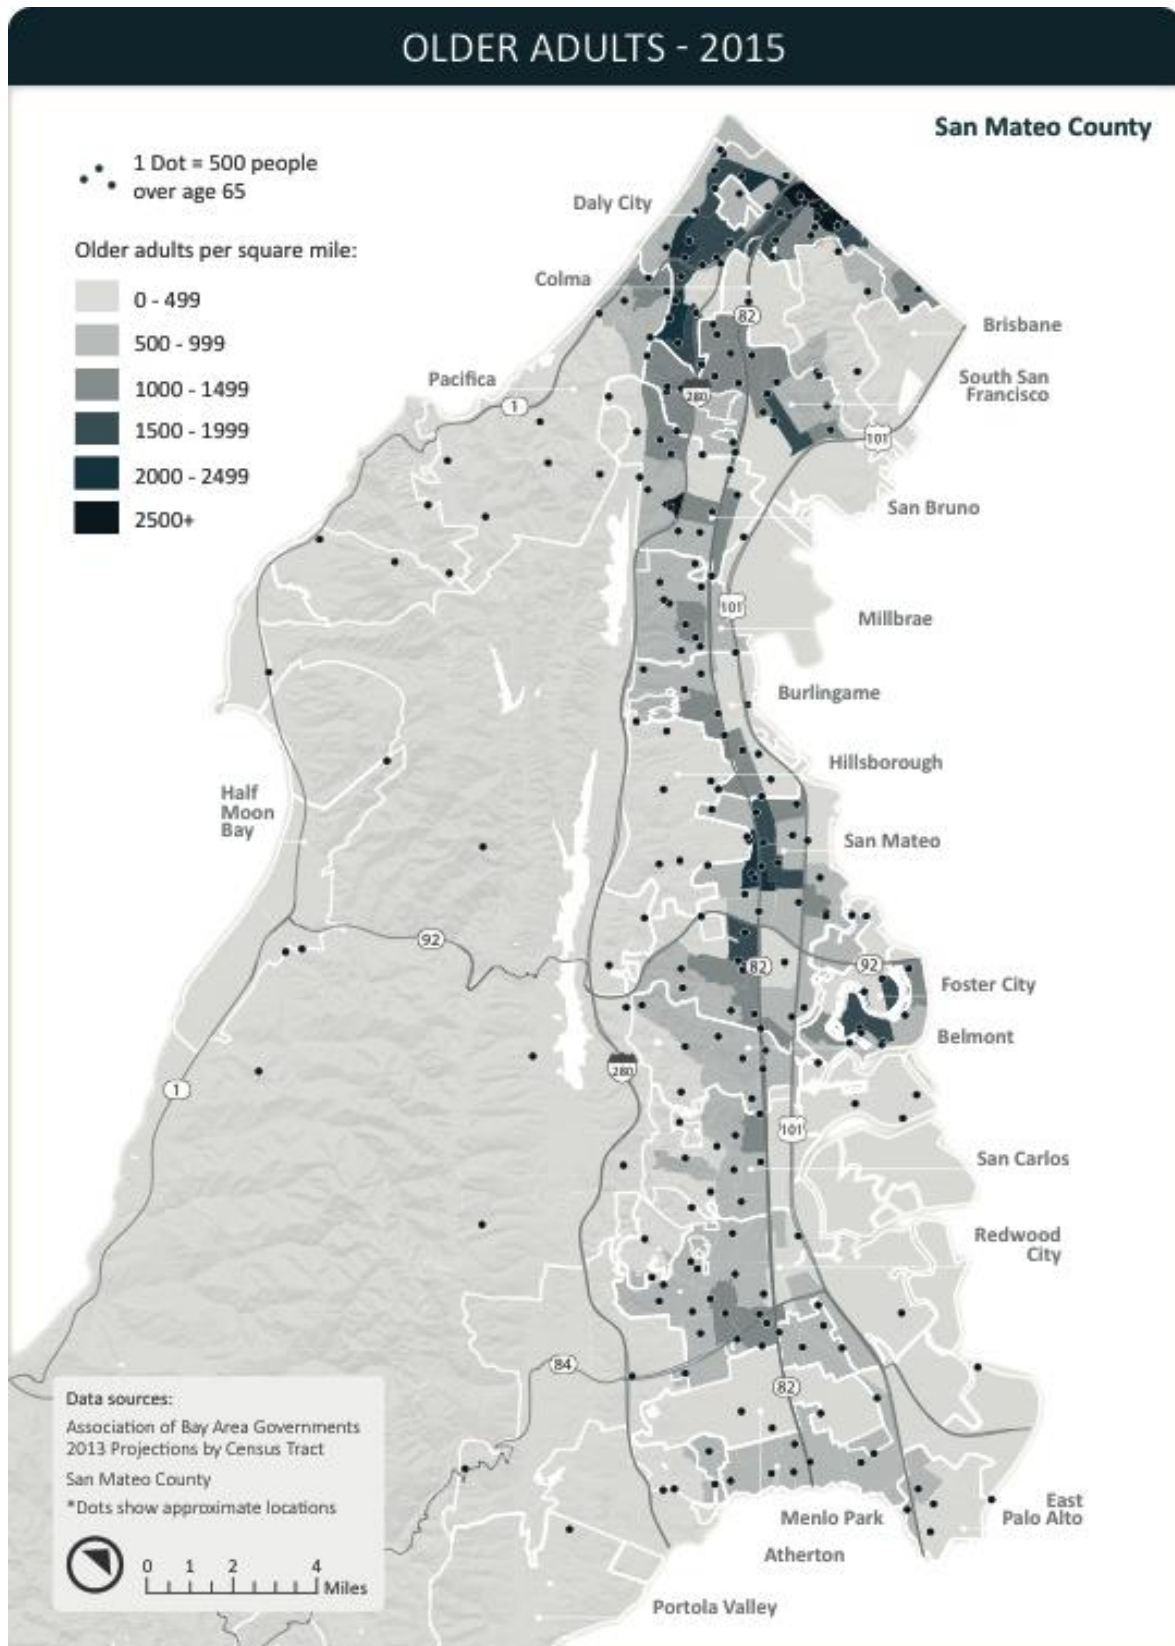 OLDER ADULTS - 2015
San Mateo County
1 Dot = 500 people
over age 65
Older adults per square mile:
0 - 499
500 - 999
1000 - 1499
1500 - 1999
2000 - 2499
2500+
Daly City
Colma
82
Brisbane
Pacifica
South San
Francisco
280
1
101
San Bruno
101
Millbrae
Burlingame
Hillsborough
Half
Moon
Bay
San Mateo
92
82
92
Foster City
Belmont
280
1
101
San Carlos
Redwood
City
84
82
Data sources:
Association of Bay Area Governments
2013 Projections by Census Tract
San Mateo County
*Dots show approximate locations
0 1 2 4
Miles
East
Palo Alto
Menlo Park
Atherton
Portola Valley